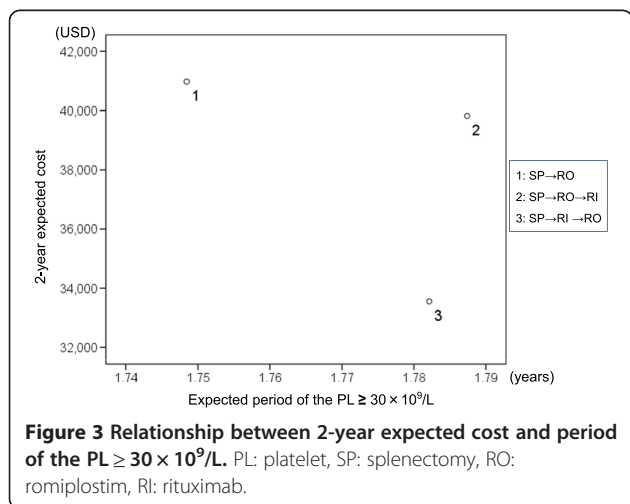 (USD)
42,000
40,000
38,000
36,000
34,000
32,000
2-year expected cost
1
2
3
1.74 1.75 1.76 1.77 1.78 1.79 (years)
Expected period of the PL ≥ 30 × 10⁹/L
1: SP→RO
2: SP→RO→RI
3: SP→RI →RO
Figure 3 Relationship between 2-year expected cost and period
of the PL ≥ 30 × 10⁹/L. PL: platelet, SP: splenectomy, RO:
romiplostim, RI: rituximab.